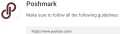 Poshmark
Make sure to follow all the following guidelines:
https://www.poshmark.com/